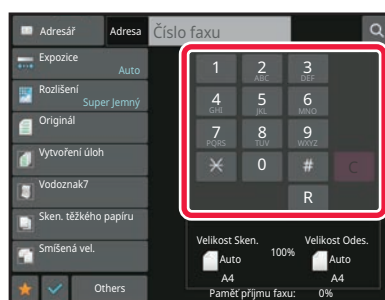 Adresář
Adresa
Číslo faxu
Expozice
Auto
Rozlišení
Super Jemný
Originál
Vytvoření úloh
Vodoznak7
Sken. těžkého papíru
Smíšená vel.
Others
1
2
ABC
3
DEF
4
GHI
5
JKL
6
MNO
7
PQRS
8
TUV
9
WXYZ
0
#
C
R
Velikost Sken.
Velikost Odes.
Auto
100%
Auto
A4
A4
Paměť příjmu faxu: 0%